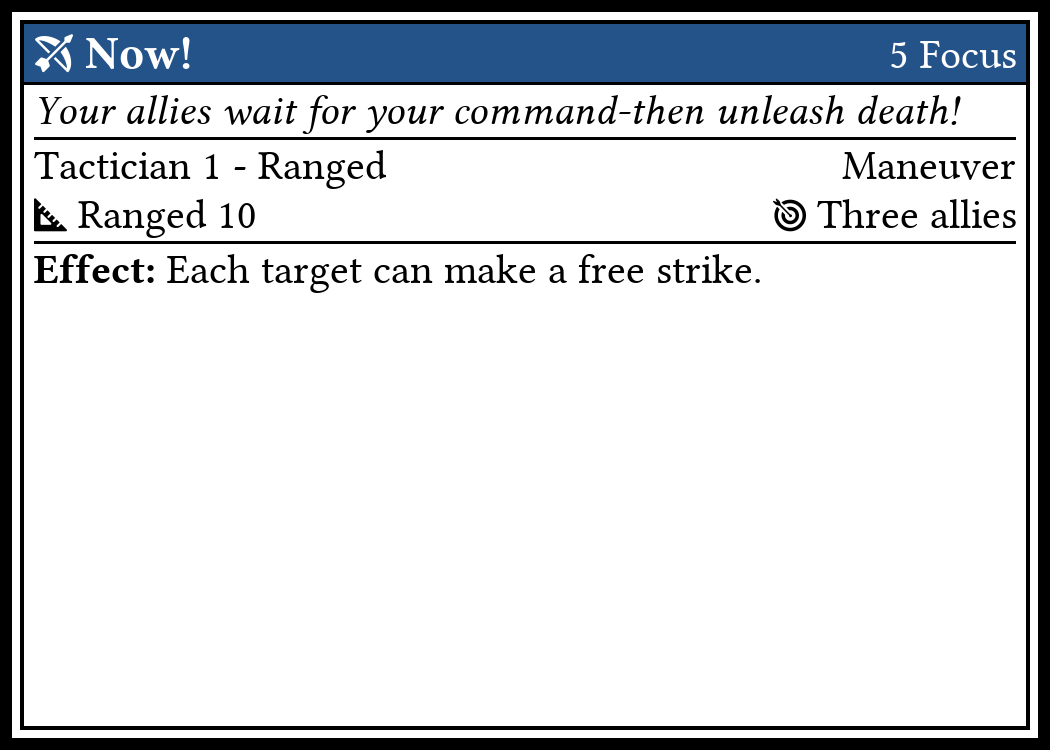 Now! 5 Focus
Your allies wait for your command-then unleash death!
Tactician 1 - Ranged Maneuver
Ranged 10 Three allies
Effect: Each target can make a free strike.